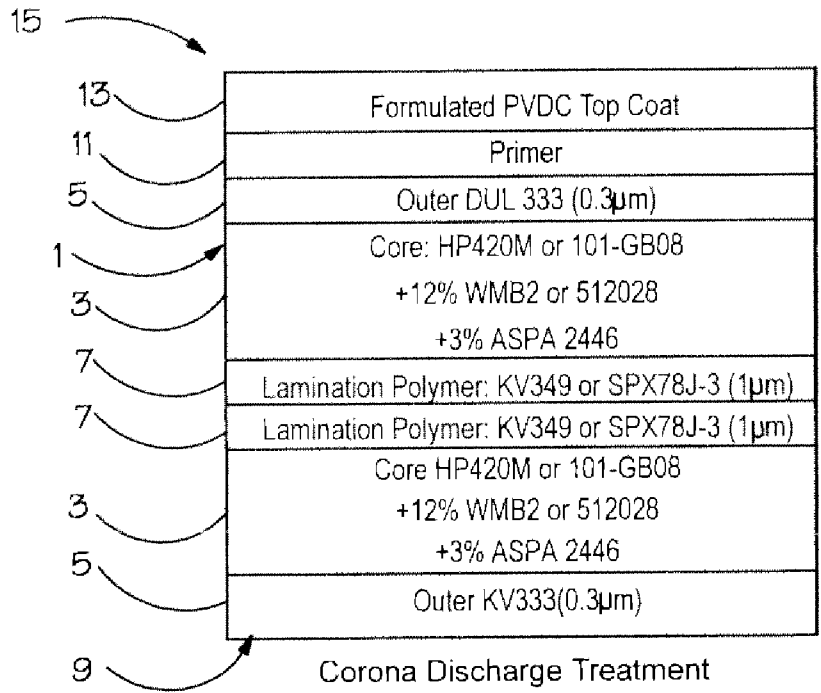 15
13 Formulated PVDC Top Coat
11 Primer
5 Outer DUL 333 (0.3µm)
1 Core: HP420M or 101-GB08
3 +12% WMB2 or 512028
+3% ASPA 2446
7 Lamination Polymer: KV349 or SPX78J-3 (1µm)
7 Lamination Polymer: KV349 or SPX78J-3 (1µm)
Core HP420M or 101-GB08
3 +12% WMB2 or 512028
+3% ASPA 2446
5 Outer KV333(0.3µm)
9 Corona Discharge Treatment